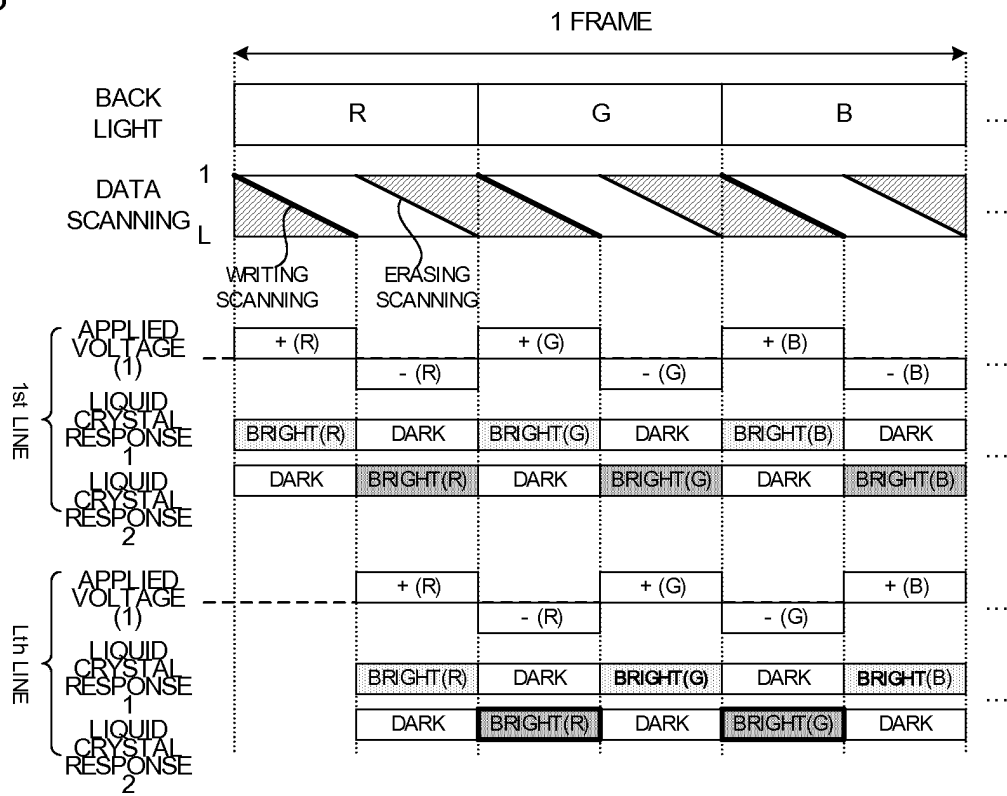 1 FRAME
BACK
LIGHT
R G B ...
DATA
SCANNING
1
L
...
WRITING
SCANNING
ERASING
SCANNING
1st LINE
APPLIED
VOLTAGE
(1)
+ (R) + (G) + (B)
- (R) - (G) - (B)
...
LIQUID
CRYSTAL
RESPONSE
1
BRIGHT(R) DARK BRIGHT(G) DARK BRIGHT(B) DARK
...
LIQUID
CRYSTAL
RESPONSE
2
DARK BRIGHT(R) DARK BRIGHT(G) DARK BRIGHT(B)
Lth LINE
APPLIED
VOLTAGE
(1)
+ (R) + (G) + (B)
- (R) - (G)
...
LIQUID
CRYSTAL
RESPONSE
1
BRIGHT(R) DARK BRIGHT(G) DARK BRIGHT(B)
...
LIQUID
CRYSTAL
RESPONSE
2
DARK BRIGHT(R) DARK BRIGHT(G) DARK